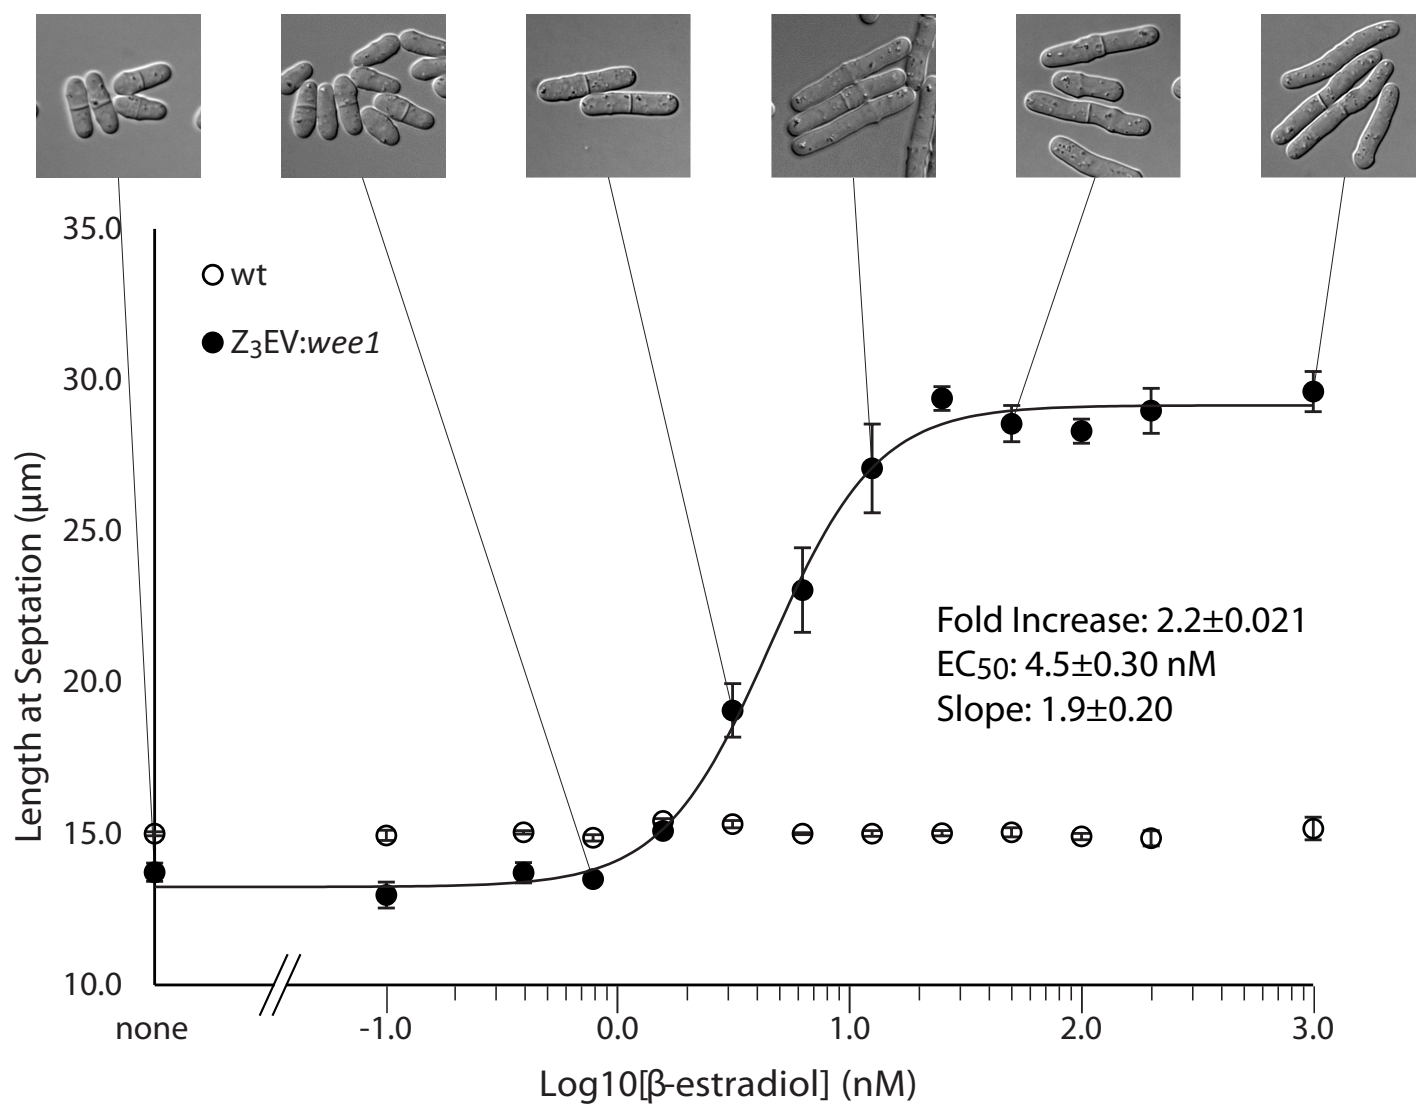 35.0
wt
Z3EV:wee1
30.0
25.0
Fold Increase: 2.2±0.021
EC50: 4.5±0.30 nM
Slope: 1.9±0.20
20.0
15.0
10.0
Length at Septation (μm)
none -1.0 0.0 1.0 2.0 3.0
Log10[β-estradiol] (nM)